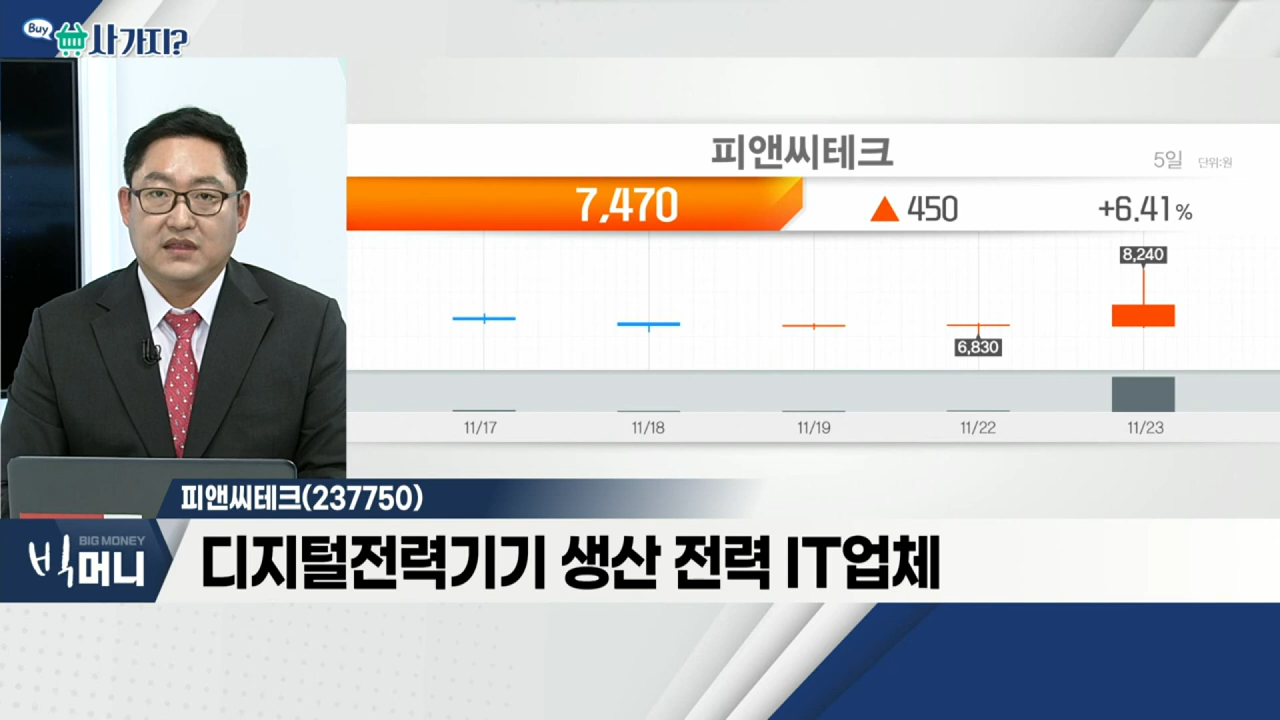 Buy
사가지?
피앤씨테크
5일 단위:원
7,470 ▲ 450 +6.41%
8,240
6,830
11/17 11/18 11/19 11/22 11/23
피앤씨테크(237750)
BIG MONEY
빅머니
디지털전력기기 생산 전력 IT업체